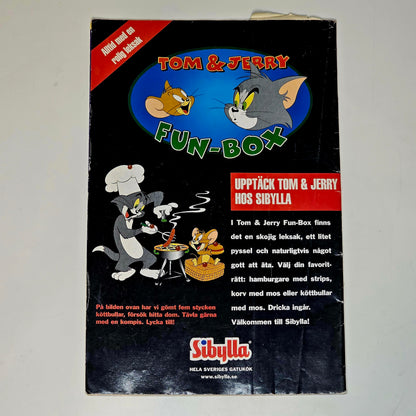 Alltid med en
rolig leksak
TOM & JERRY
FUN-BOX
UPPTÄCK TOM & JERRY
HOS SIBYLLA
I Tom & Jerry Fun-Box finns
det en skojig leksak, ett litet
pyssel och naturligtvis något
gott att äta. Välj din favorit-
rätt: hamburgare med strips,
korv med mos eller köttbullar
med mos. Dricka ingår.
Välkommen till Sibylla!
På bilden ovan har vi gömt fem stycken
köttbullar, försök hitta dom. Tävla gärna
med en kompis. Lycka till!
Sibylla
HELA SVERIGES GATUKÖK
www.sibylla.se